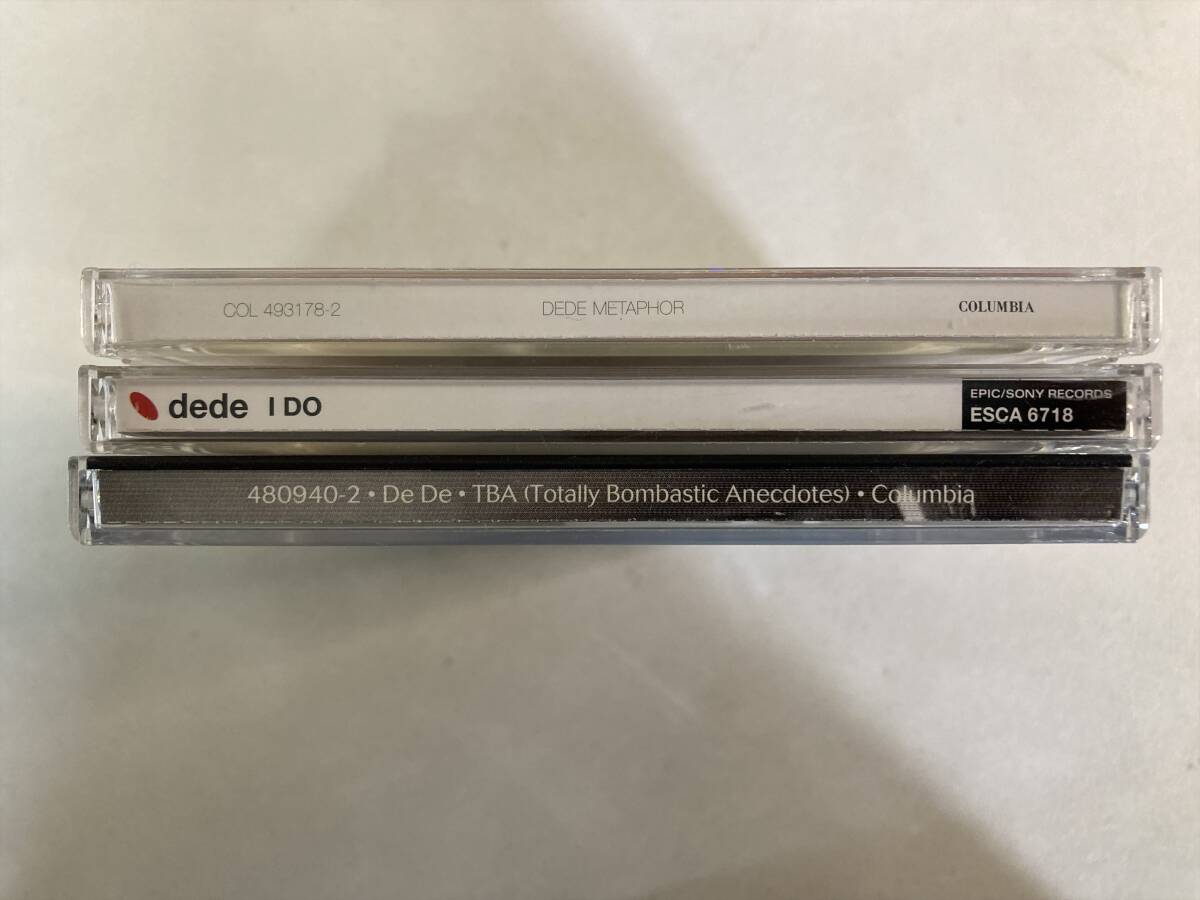 COL 493178-2 DEDE METAPHOR COLUMBIA
dede I DO EPIC/SONY RECORDS
ESCA 6718
480940-2 • De De • TBA (Totally Bombastic Anecdotes) • Columbia